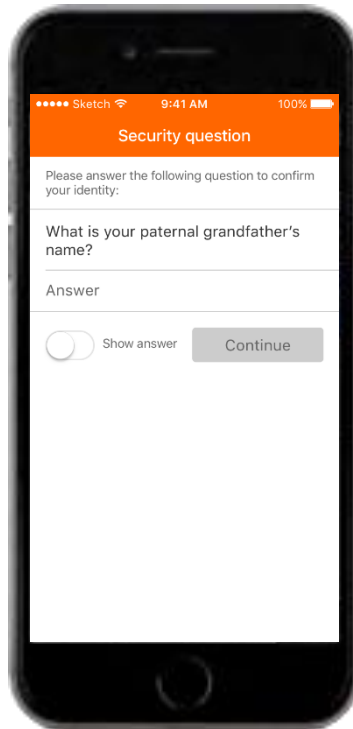 ●●●●● Sketch 9:41 AM 100%
Security question
Please answer the following question to confirm
your identity:
What is your paternal grandfather's
name?
Answer
Show answer Continue